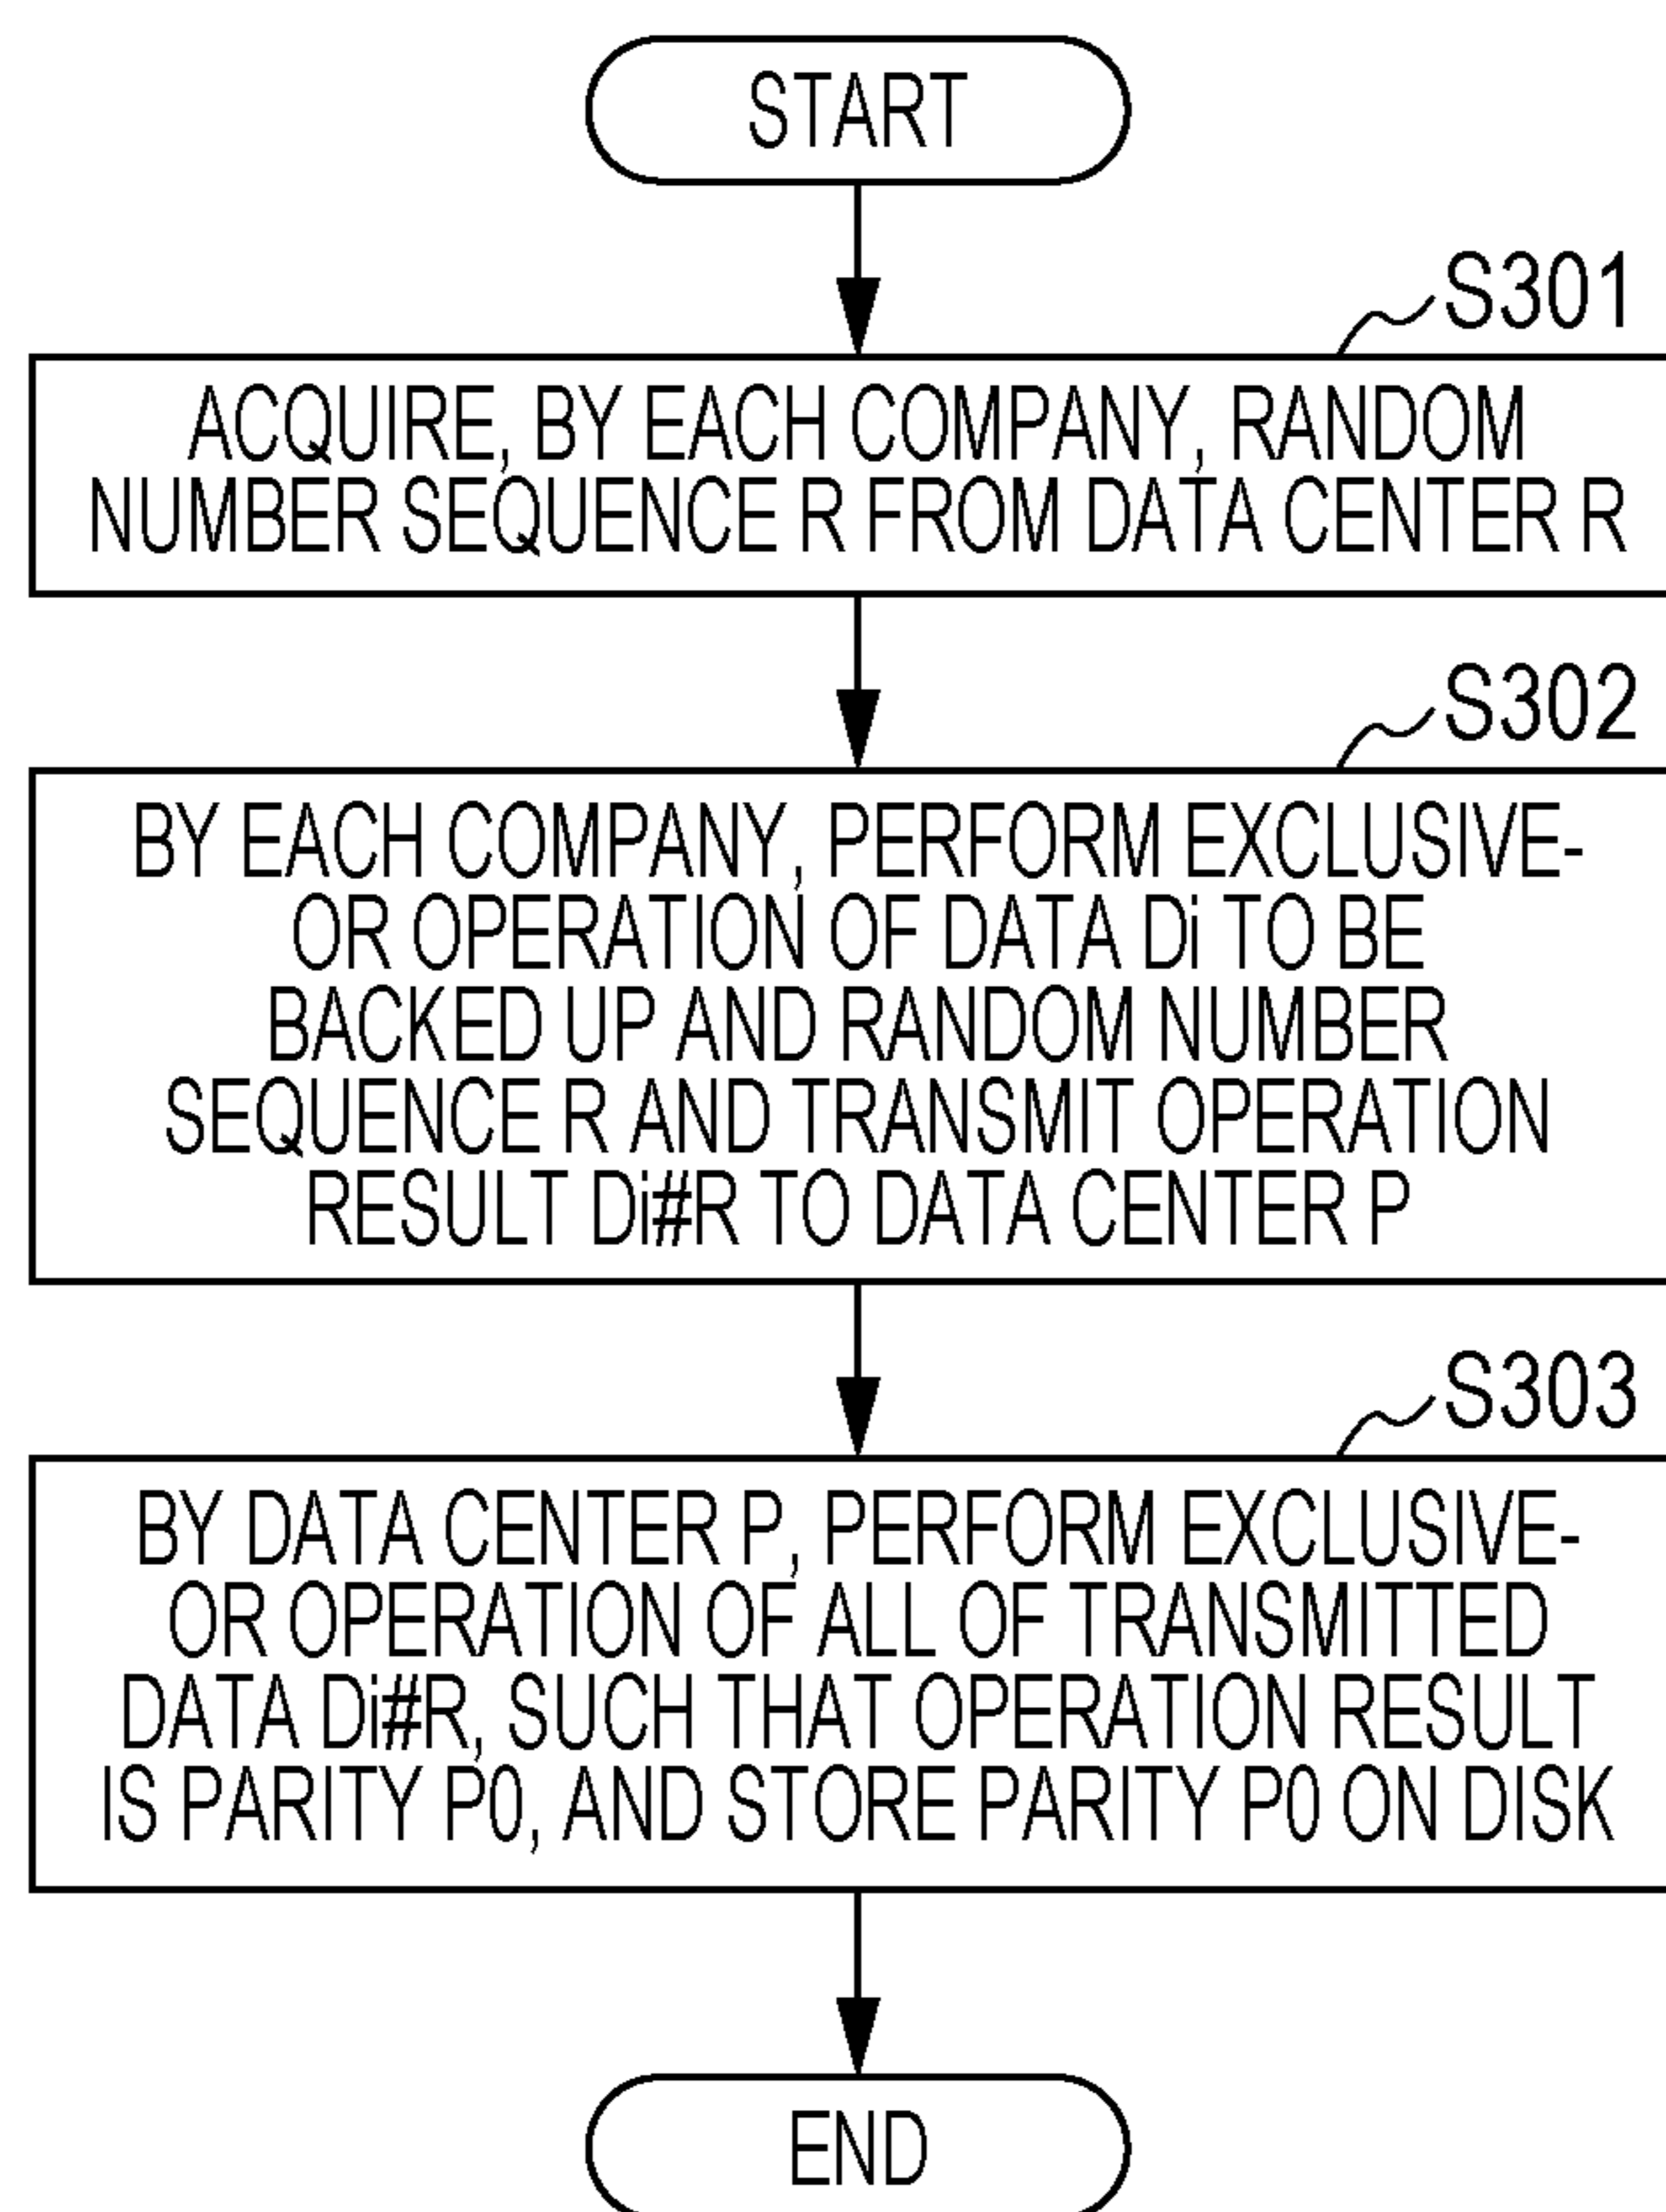 START
S301
ACQUIRE, BY EACH COMPANY, RANDOM
NUMBER SEQUENCE R FROM DATA CENTER R
S302
BY EACH COMPANY, PERFORM EXCLUSIVE-
OR OPERATION OF DATA Di TO BE
BACKED UP AND RANDOM NUMBER
SEQUENCE R AND TRANSMIT OPERATION
RESULT Di#R TO DATA CENTER P
S303
BY DATA CENTER P, PERFORM EXCLUSIVE-
OR OPERATION OF ALL OF TRANSMITTED
DATA Di#R, SUCH THAT OPERATION RESULT
IS PARITY P0, AND STORE PARITY P0 ON DISK
END